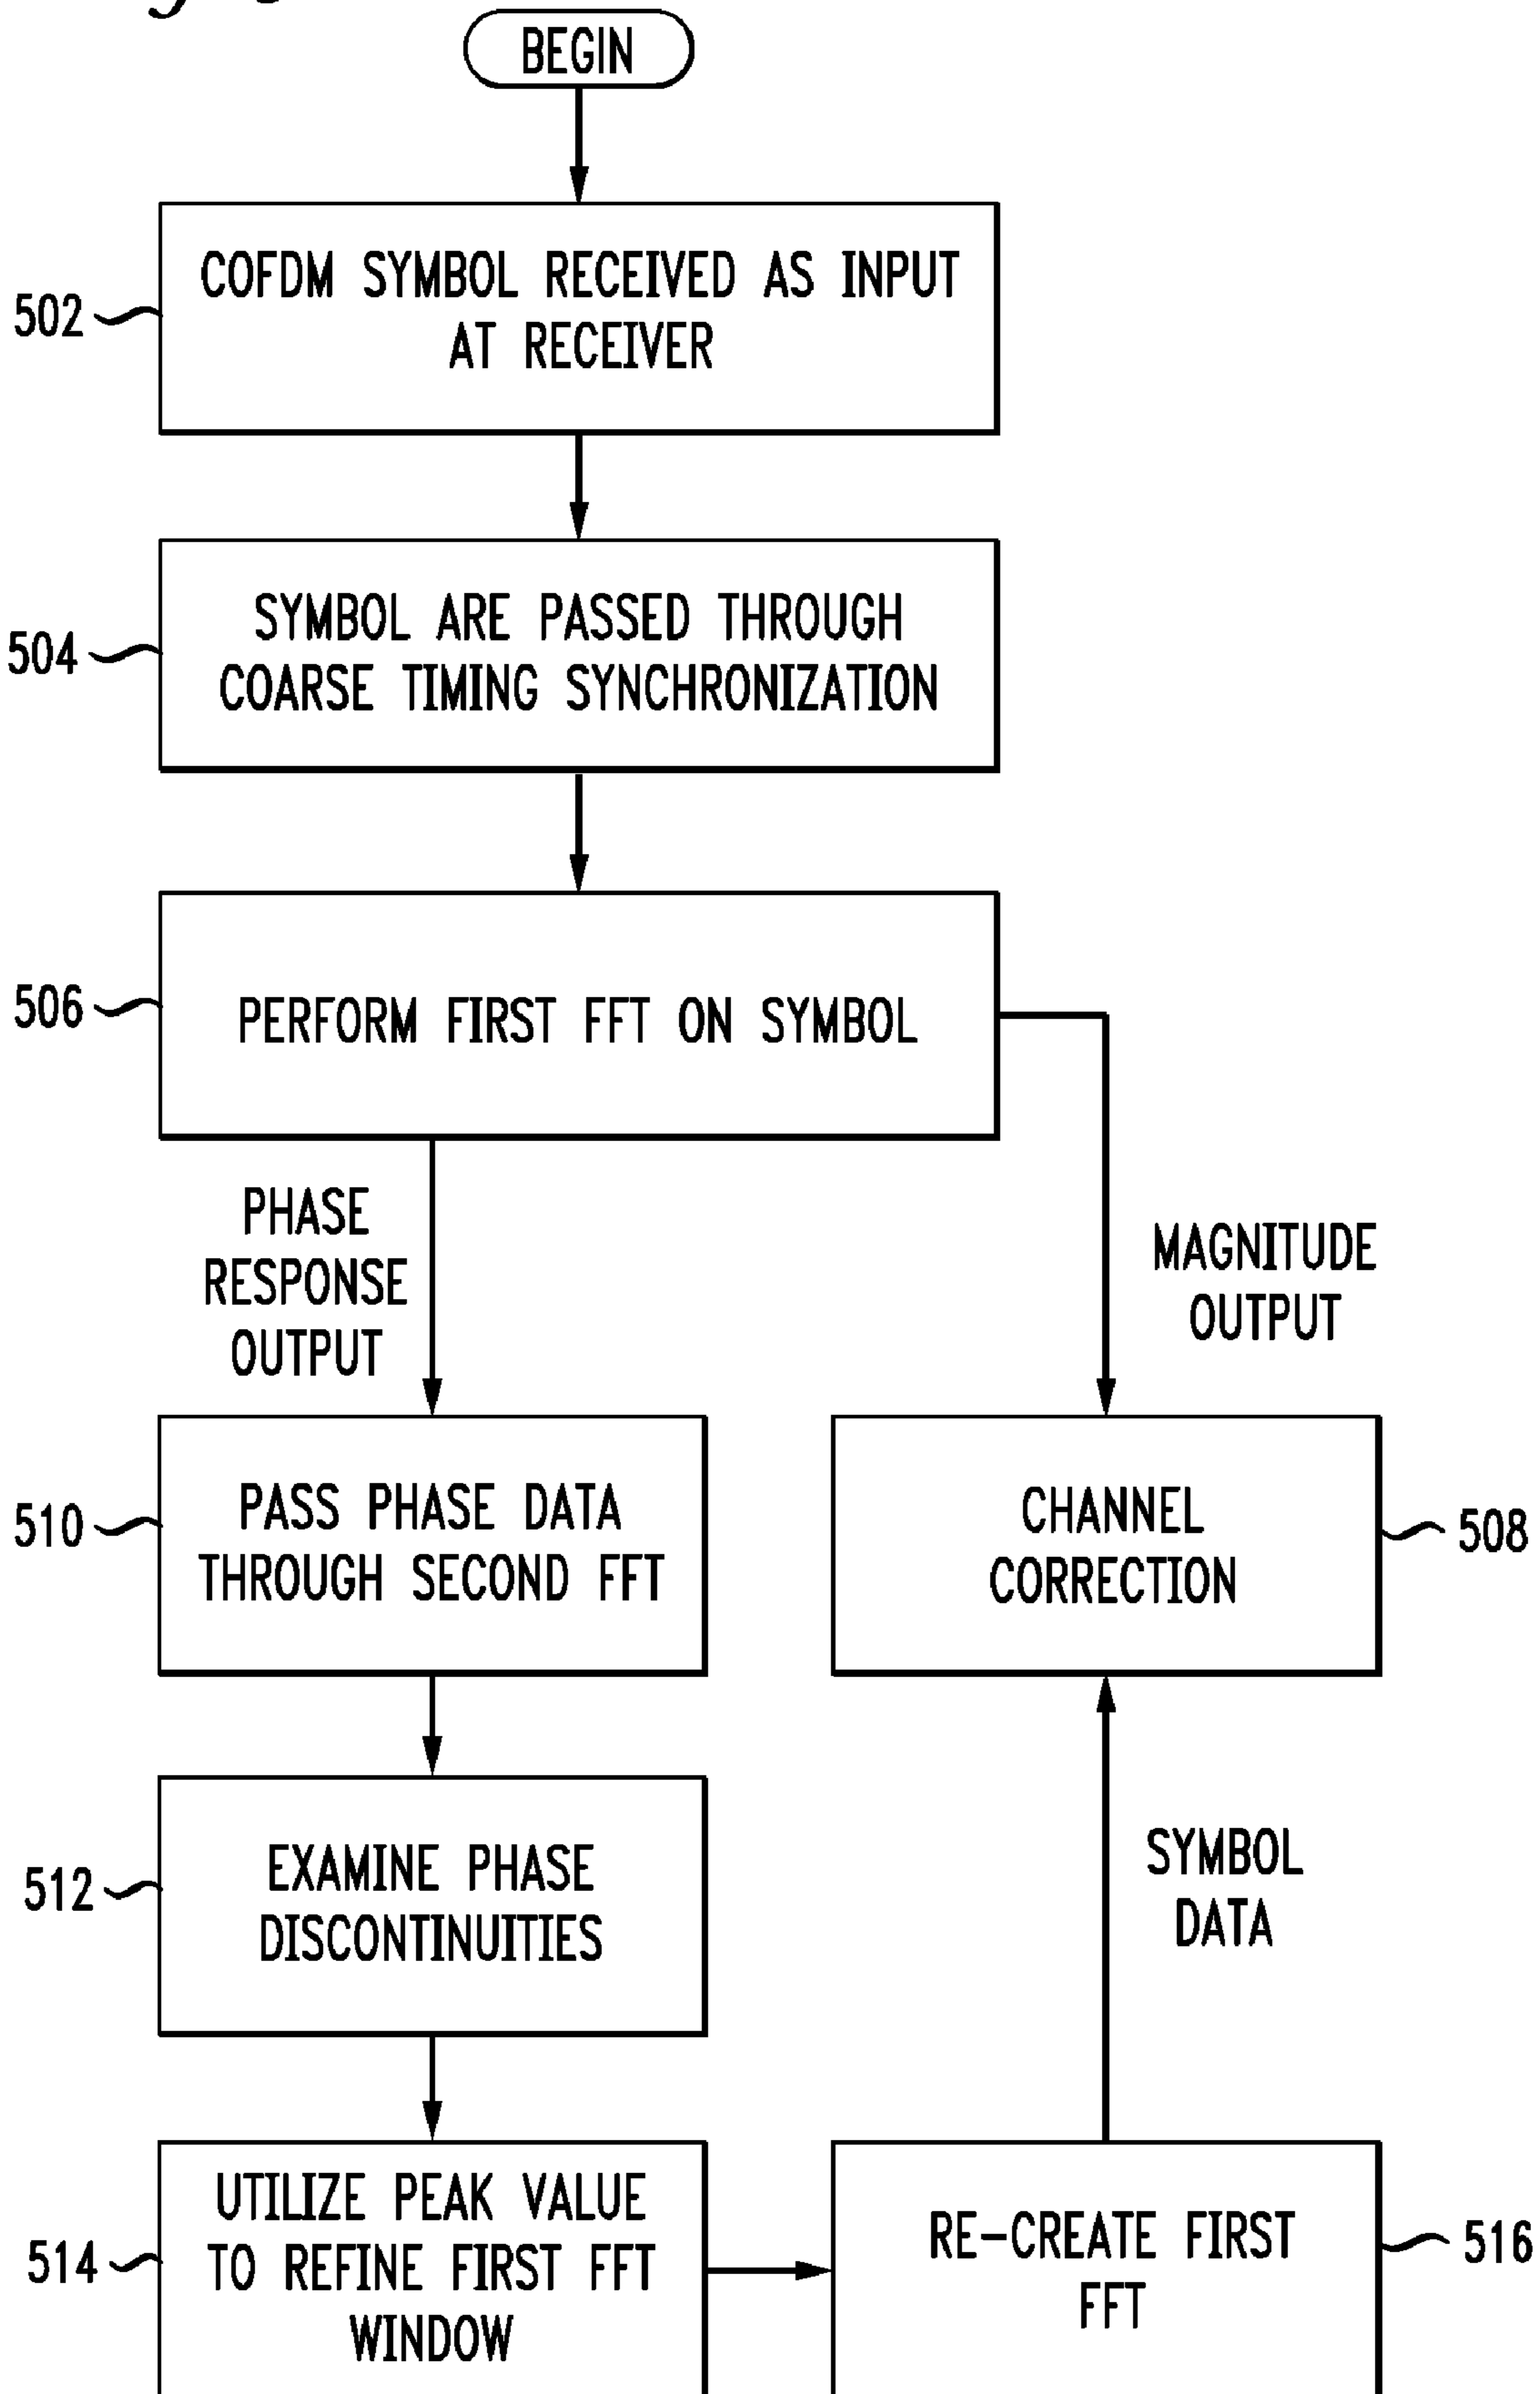 BEGIN
COFDM SYMBOL RECEIVED AS INPUT
AT RECEIVER
502
SYMBOL ARE PASSED THROUGH
COARSE TIMING SYNCHRONIZATION
504
PERFORM FIRST FFT ON SYMBOL
506
PHASE
RESPONSE
OUTPUT
MAGNITUDE
OUTPUT
PASS PHASE DATA
THROUGH SECOND FFT
510
CHANNEL
CORRECTION
508
EXAMINE PHASE
DISCONTINUITIES
512
SYMBOL
DATA
UTILIZE PEAK VALUE
TO REFINE FIRST FFT
WINDOW
514
RE-CREATE FIRST
FFT
516